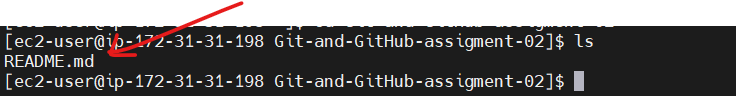 [ec2-user@ip-172-31-31-198 Git-and-GitHub-assigment-02]$ ls
README.md
[ec2-user@ip-172-31-31-198 Git-and-GitHub-assigment-02]$